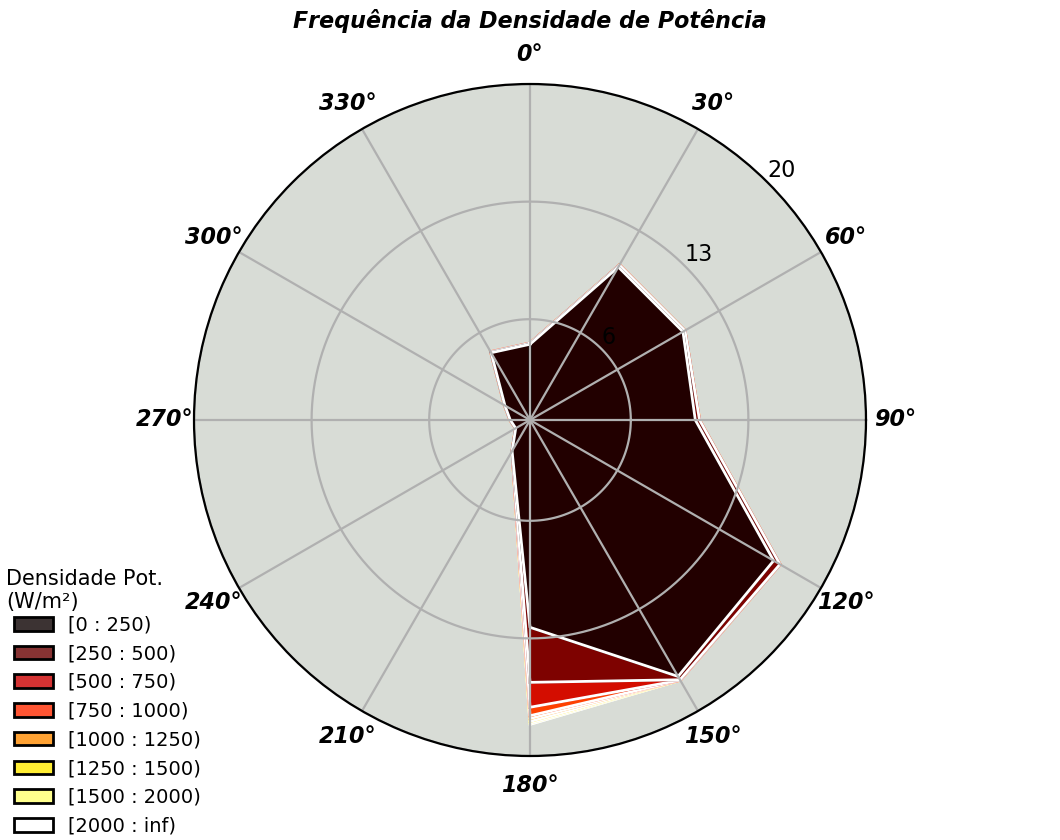 Frequência da Densidade de Potência
0°
330°
30°
20
300°
60°
13
6
270°
90°
240°
120°
210°
150°
180°
Densidade Pot.
(W/m²)
[0 : 250)
[250 : 500)
[500 : 750)
[750 : 1000)
[1000 : 1250)
[1250 : 1500)
[1500 : 2000)
[2000 : inf)